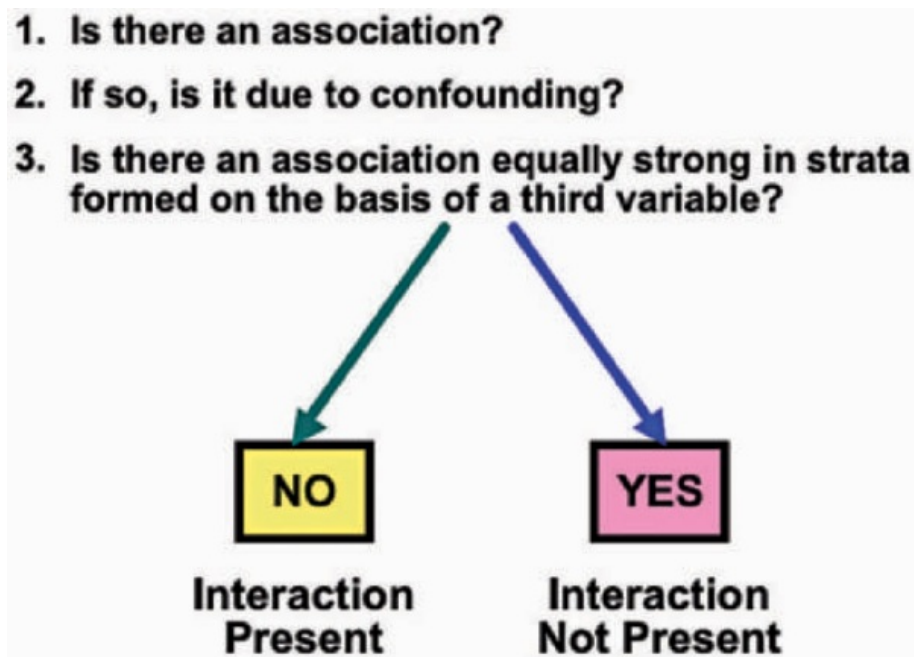 1. Is there an association?
2. If so, is it due to confounding?
3. Is there an association equally strong in strata
formed on the basis of a third variable?
NO
YES
Interaction
Present
Interaction
Not Present